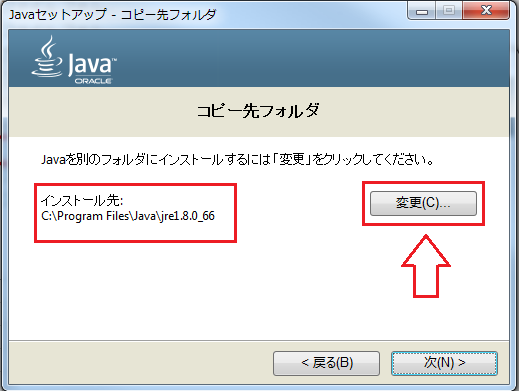 Javaセットアップ - コピー先フォルダ
Java™
ORACLE
コピー先フォルダ
Javaを別のフォルダにインストールするには「変更」をクリックしてください。
インストール先:
C:\Program Files\Java\jre1.8.0_66
変更(C)...
< 戻る(B)
次(N) >